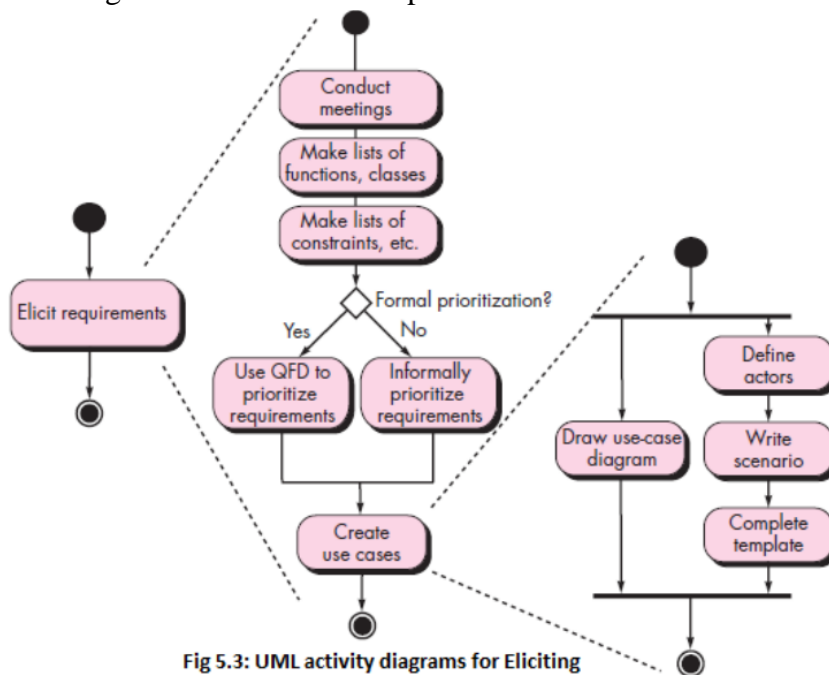 Conduct
meetings
Make lists of
functions, classes
Make lists of
constraints, etc.
Elicit requirements
Formal prioritization?
Yes
No
Use QFD to
prioritize
requirements
Informally
prioritize
requirements
Create
use cases
Define
actors
Draw use-case
diagram
Write
scenario
Complete
template
Fig 5.3: UML activity diagrams for Eliciting